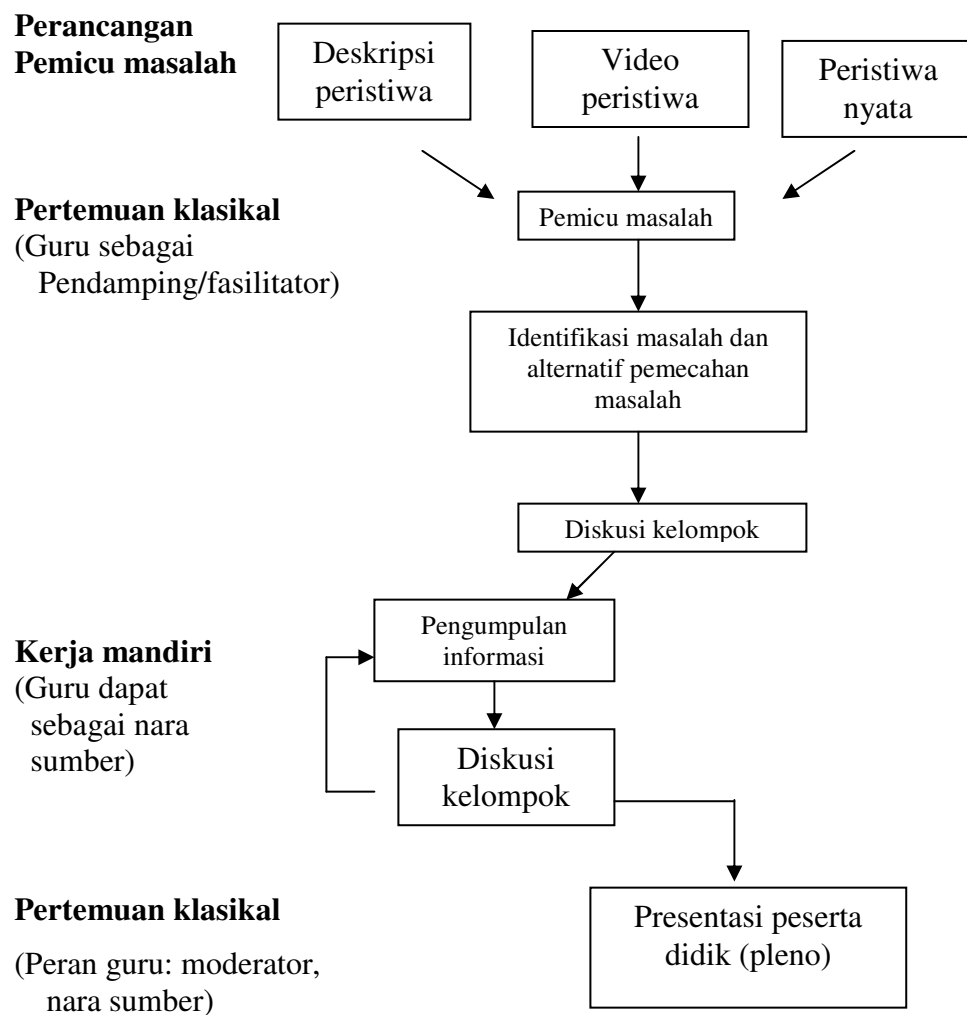 Perancangan
Pemicu masalah
Deskripsi
peristiwa
Video
peristiwa
Peristiwa
nyata
Pertemuan klasikal
(Guru sebagai
Pendamping/fasilitator)
Pemicu masalah
Identifikasi masalah dan
alternatif pemecahan
masalah
Diskusi kelompok
Kerja mandiri
(Guru dapat
sebagai nara
sumber)
Pengumpulan
informasi
Diskusi
kelompok
Pertemuan klasikal
(Peran guru: moderator,
nara sumber)
Presentasi peserta
didik (pleno)